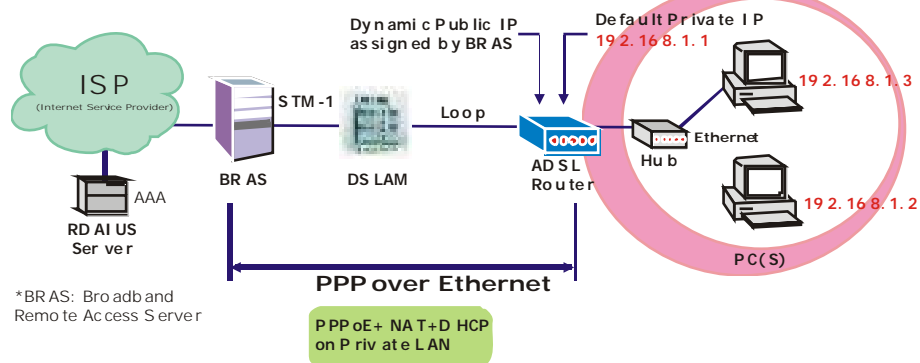 Dynamic Public IP
assigned by BRAS
Default Private IP
192.168.1.1
ISP
(Internet Service Provider)
STM-1
Loop
192.168.1.3
Ethernet
Hub
BRAS
DSLAM
ADSL
Router
AAA
RDAIUS
Server
192.168.1.2
PC(S)
PPP over Ethernet
*BRAS: Broadband
Remote Access Server
PPPoE+ NAT+DHCP
on Private LAN